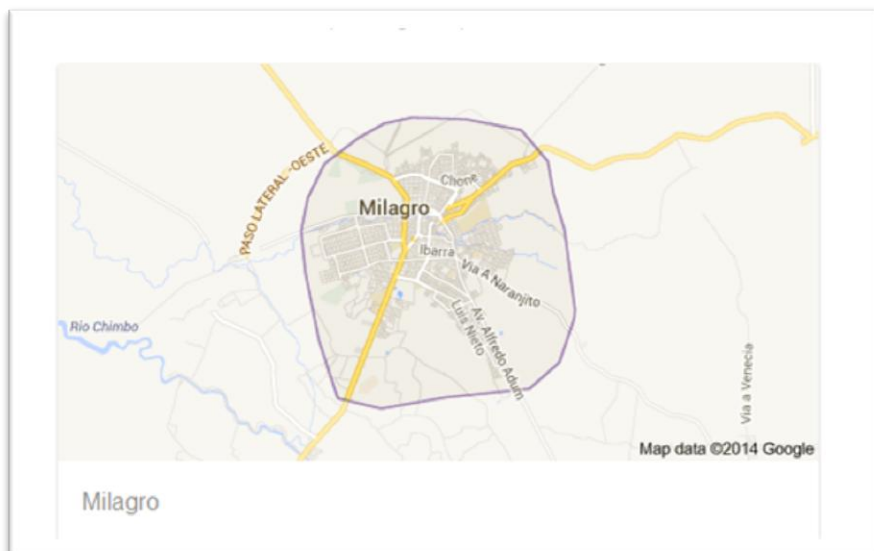 PASO LATERAL -OESTE
Chone
Milagro
Ibarra
Via A Naranjito
Río Chimbo
Luis Nieto
Av. Alfredo Adum
Via a Venecia
Map data ©2014 Google
Milagro